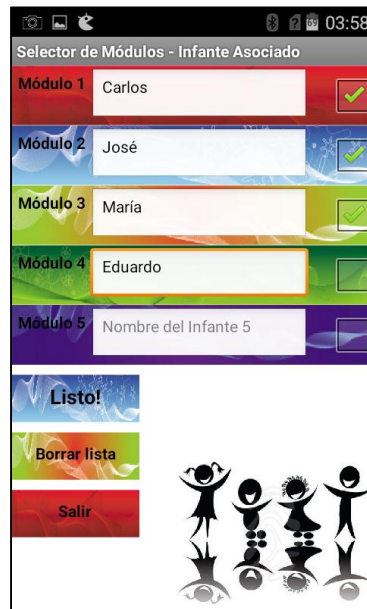 69 03:58
Selector de Módulos - Infante Asociado
Módulo 1 Carlos
Módulo 2 José
Módulo 3 María
Módulo 4 Eduardo
Módulo 5 Nombre del Infante 5
Listo!
Borrar lista
Salir